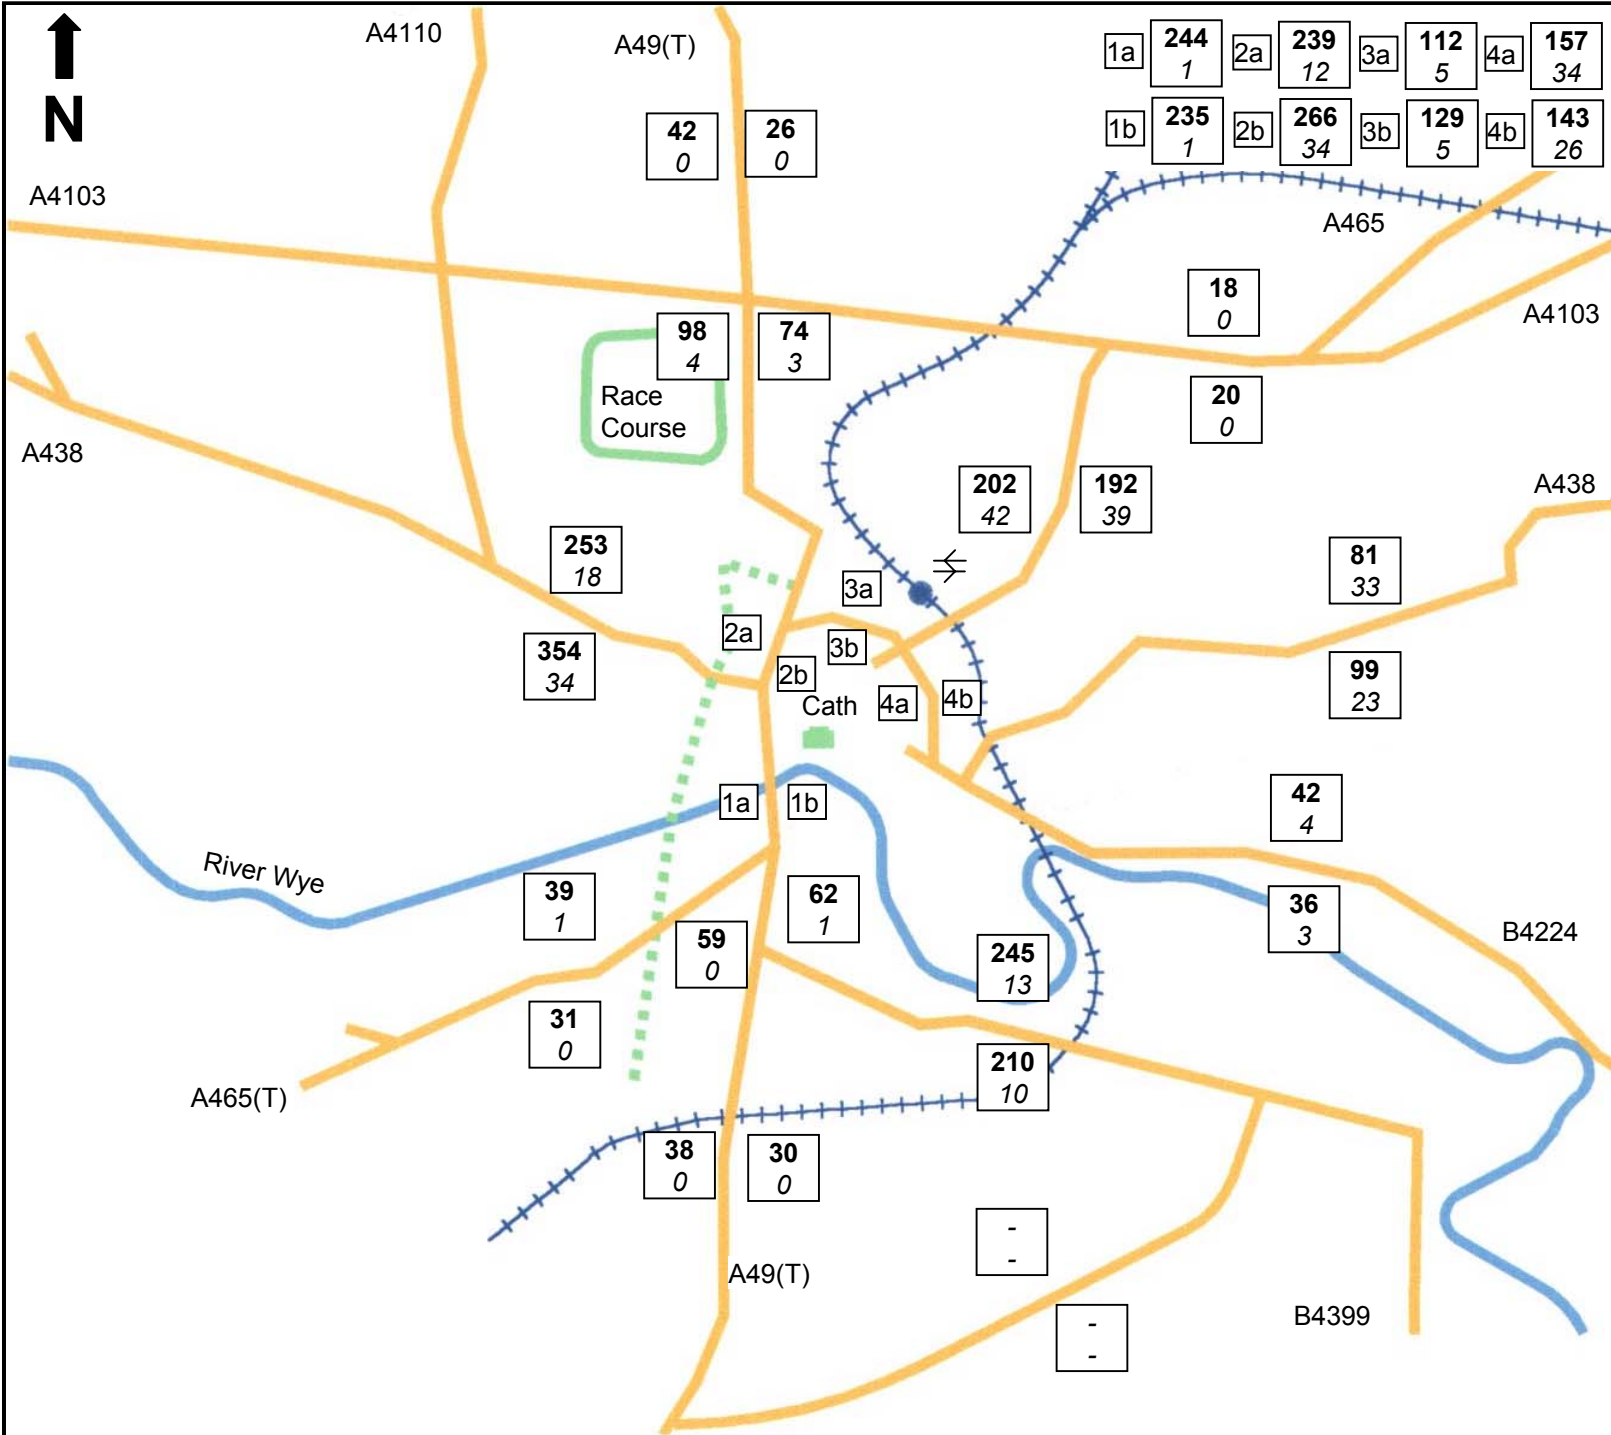 A4110
A49(T)
1a 244 2a 239 3a 112 4a 157
1 12 5 34
1b 235 2b 266 3b 129 4b 143
1 34 5 26
N
42 26
0 0
A4103
A465
18
0
A4103
98 74
4 3
Race
Course
20
0
A438
202 192
42 39
A438
253
18
81
33
3a
2a
3b
354
34
2b
99
23
Cath
4a
4b
1a
1b
42
4
River Wye
39
1
62
1
36
3
B4224
59
0
245
13
31
0
210
10
A465(T)
38 30
0 0
-
-
A49(T)
B4399
-
-